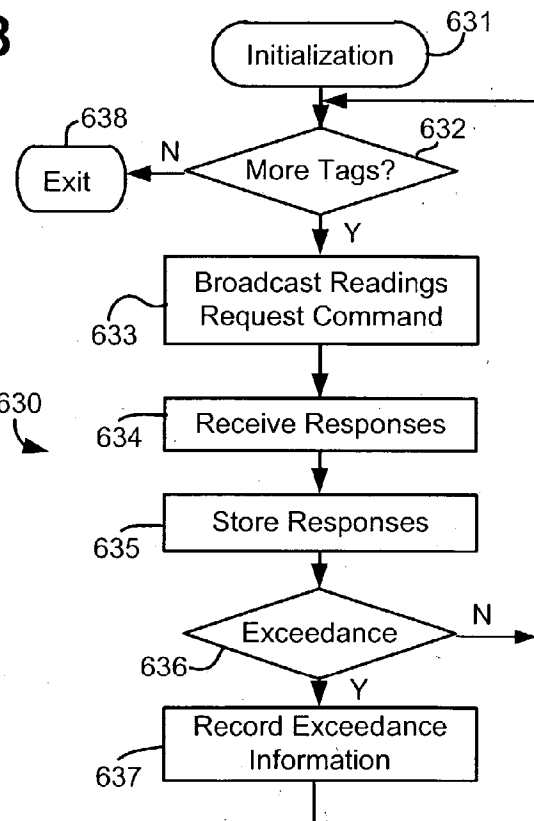 B
Initialization
631
638
N
632
Exit
More Tags?
Y
Broadcast Readings
Request Command
633
630
634
Receive Responses
Store Responses
635
Exceedance
N
636
Y
Record Exceedance
Information
637